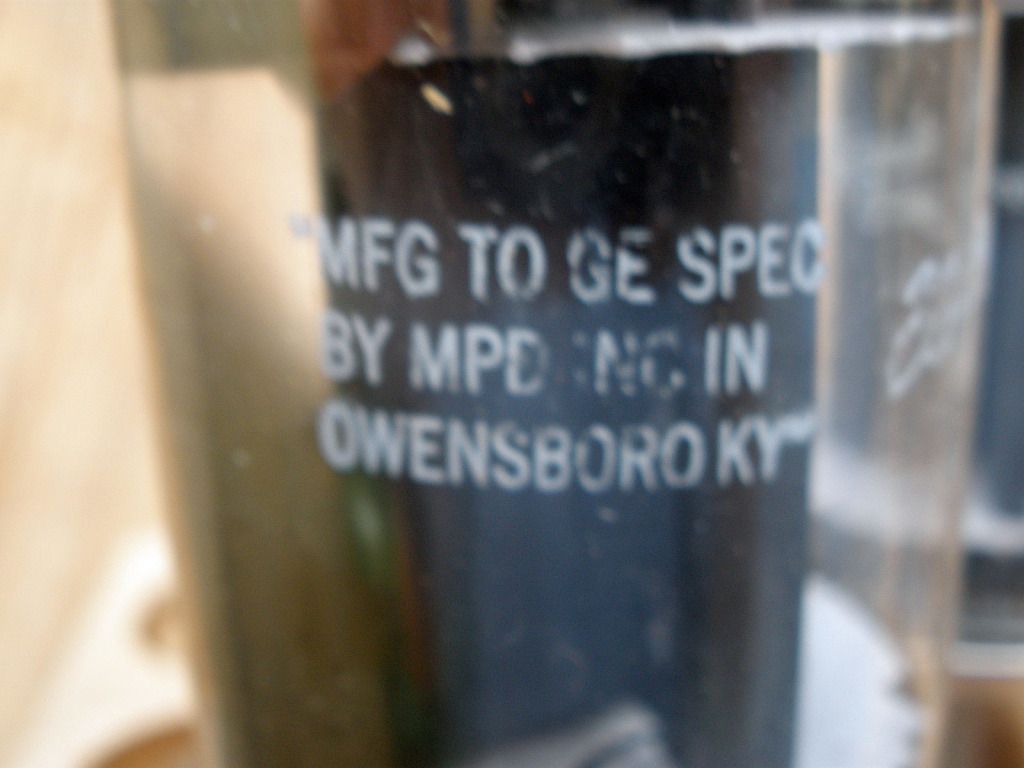 "MFG TO GE SPEC
BY MPD INC IN
OWENSBORO KY"